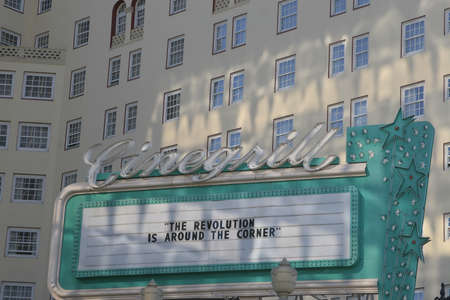 Cinegrill
"THE REVOLUTION
IS AROUND THE CORNER"